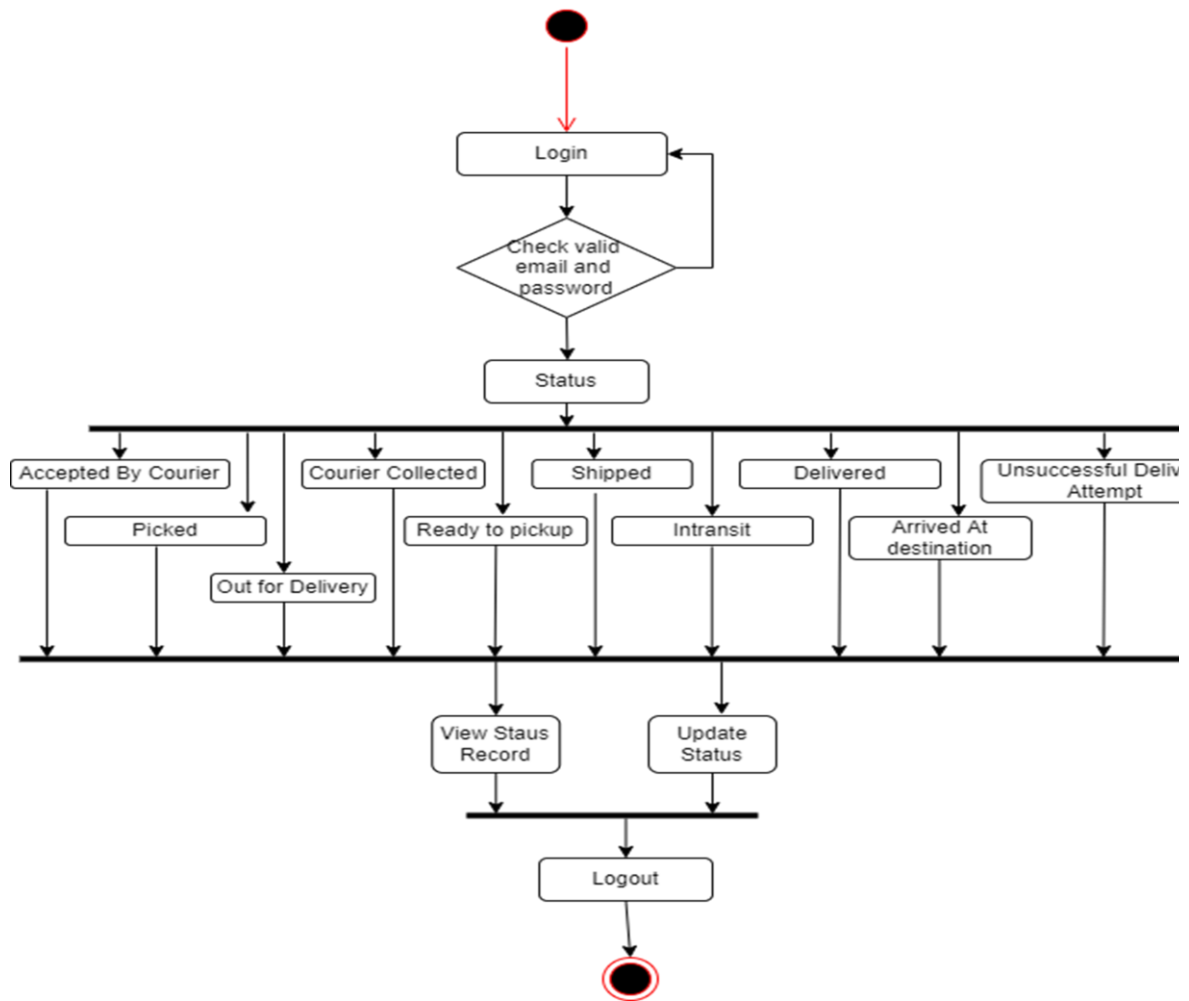 Login
Check valid
email and
password
Status
Accepted By Courier
Courier Collected
Shipped
Delivered
Unsuccessful
Attempt
Picked
Ready to pickup
Intransit
Arrived At
destination
Out for Delivery
View Staus
Record
Update
Status
Logout